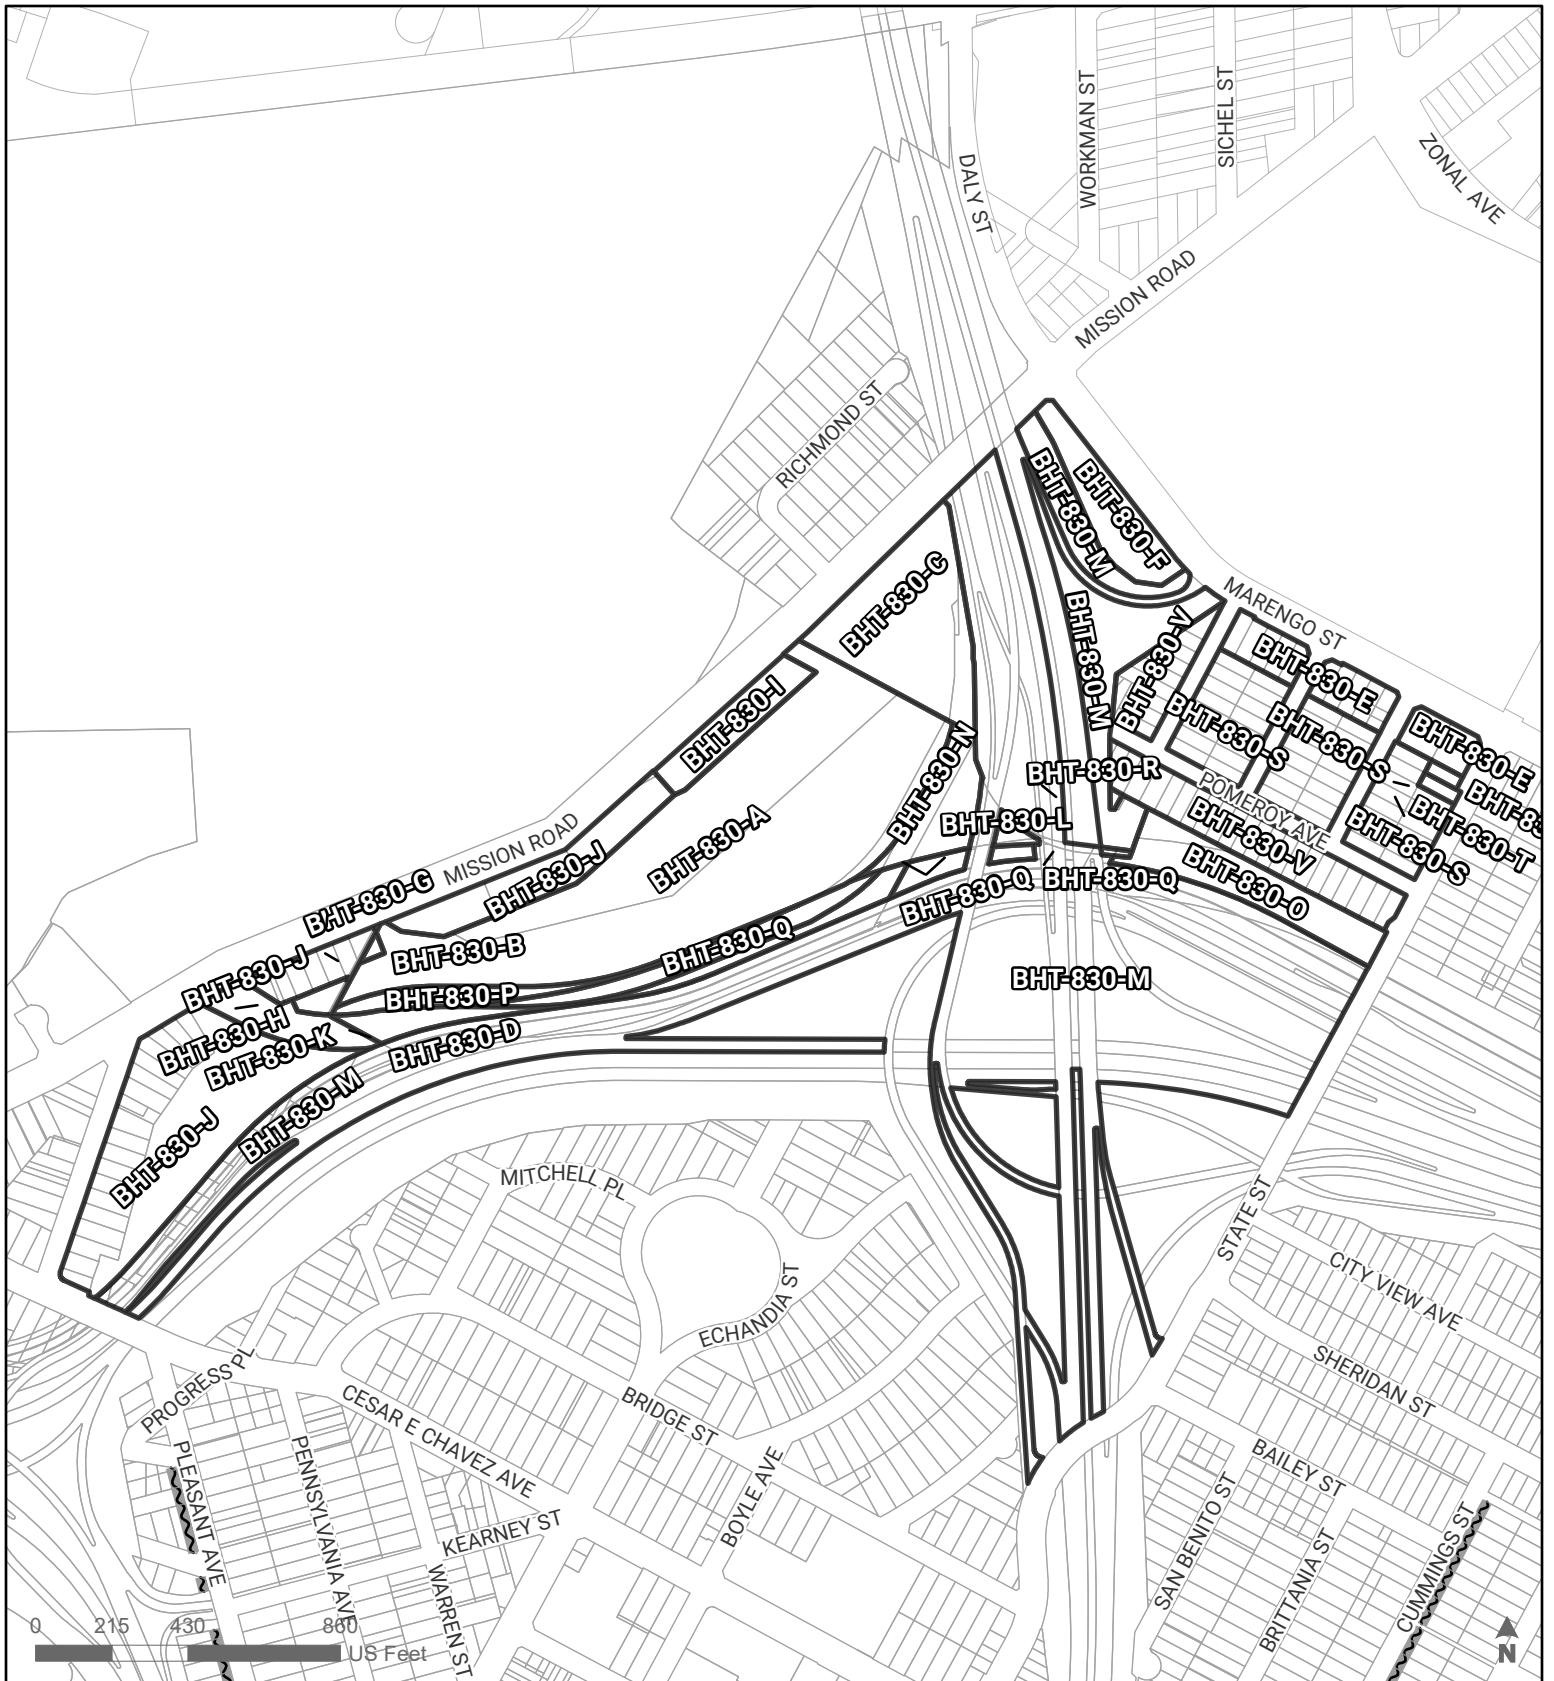 WORKMAN ST
SICHEL ST
ZONAL AVE
DALY ST
MISSION ROAD
RICHMOND ST
BHT-830-M
BHT-830-F
BHT-830-C
MARENGO ST
BHT-830-V
BHT-830-M
BHT-830-E
BHT-830-I
BHT-830-S
BHT-830-S
BHT-830-E
BHT-830-N
BHT-830-R
POMEROY AVE
BHT-83
BHT-830-T
BHT-830-A
BHT-830-L
BHT-830-V
BHT-830-S
MISSION ROAD
BHT-830-J
BHT-830-G
BHT-830-Q
BHT-830-Q
BHT-830-O
BHT-830-B
BHT-830-Q
BHT-830-J
BHT-830-M
BHT-830-P
BHT-830-H
BHT-830-K
BHT-830-D
BHT-830-M
BHT-830-J
MITCHELL PL
STATE ST
CITY VIEW AVE
ECHANDIA ST
PROGRESS PL
SHERIDAN ST
CESAR E CHAVEZ AVE
BRIDGE ST
PLEASANT AVE
PENNSYLVANIA AVE
BOYLE AVE
BAILEY ST
KEARNEY ST
SAN BENITO ST
WARREN ST
BRITTANIA ST
CUMMINGS ST
0 215 430 860
US Feet
N